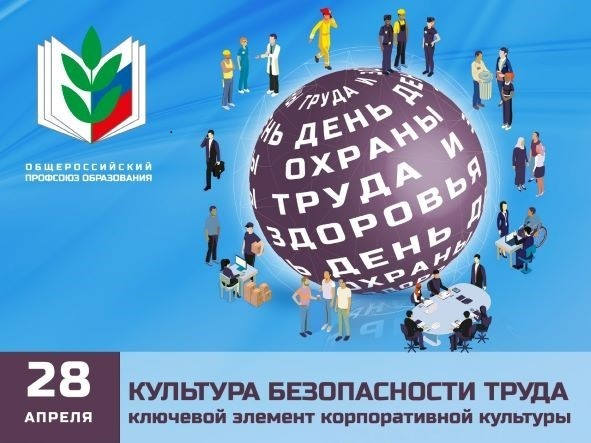 ОБЩЕРОССИЙСКИЙ
ПРОФСОЮЗ ОБРАЗОВАНИЯ
ТРУДА И
НЬ ДЕНЬ ДЕ
ОХРАНЫ
ТРУДА И
ЗДОРОВЬЯ
Ь ДЕНЬ Д
ОХРАНЫ
28
АПРЕЛЯ
КУЛЬТУРА БЕЗОПАСНОСТИ ТРУДА
ключевой элемент корпоративной культуры